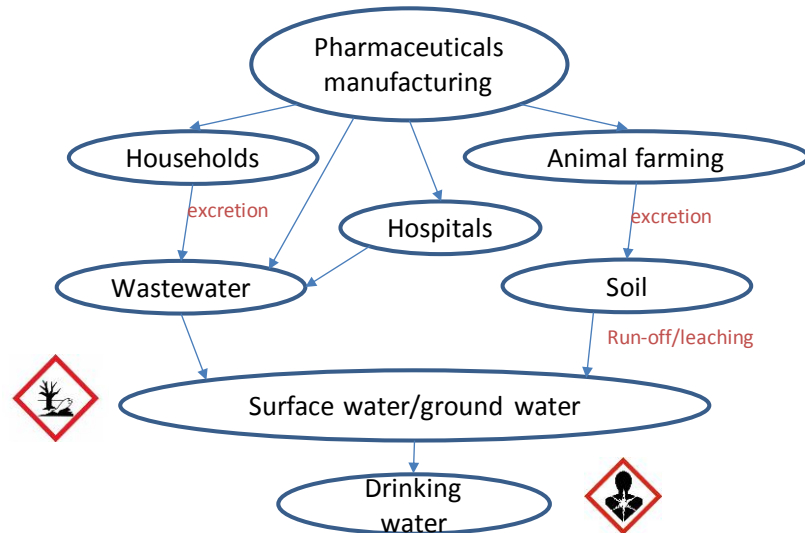 Pharmaceuticals
manufacturing
Households
Animal farming
excretion
Hospitals
excretion
Wastewater
Soil
Run-off/leaching
Surface water/ground water
Drinking
water